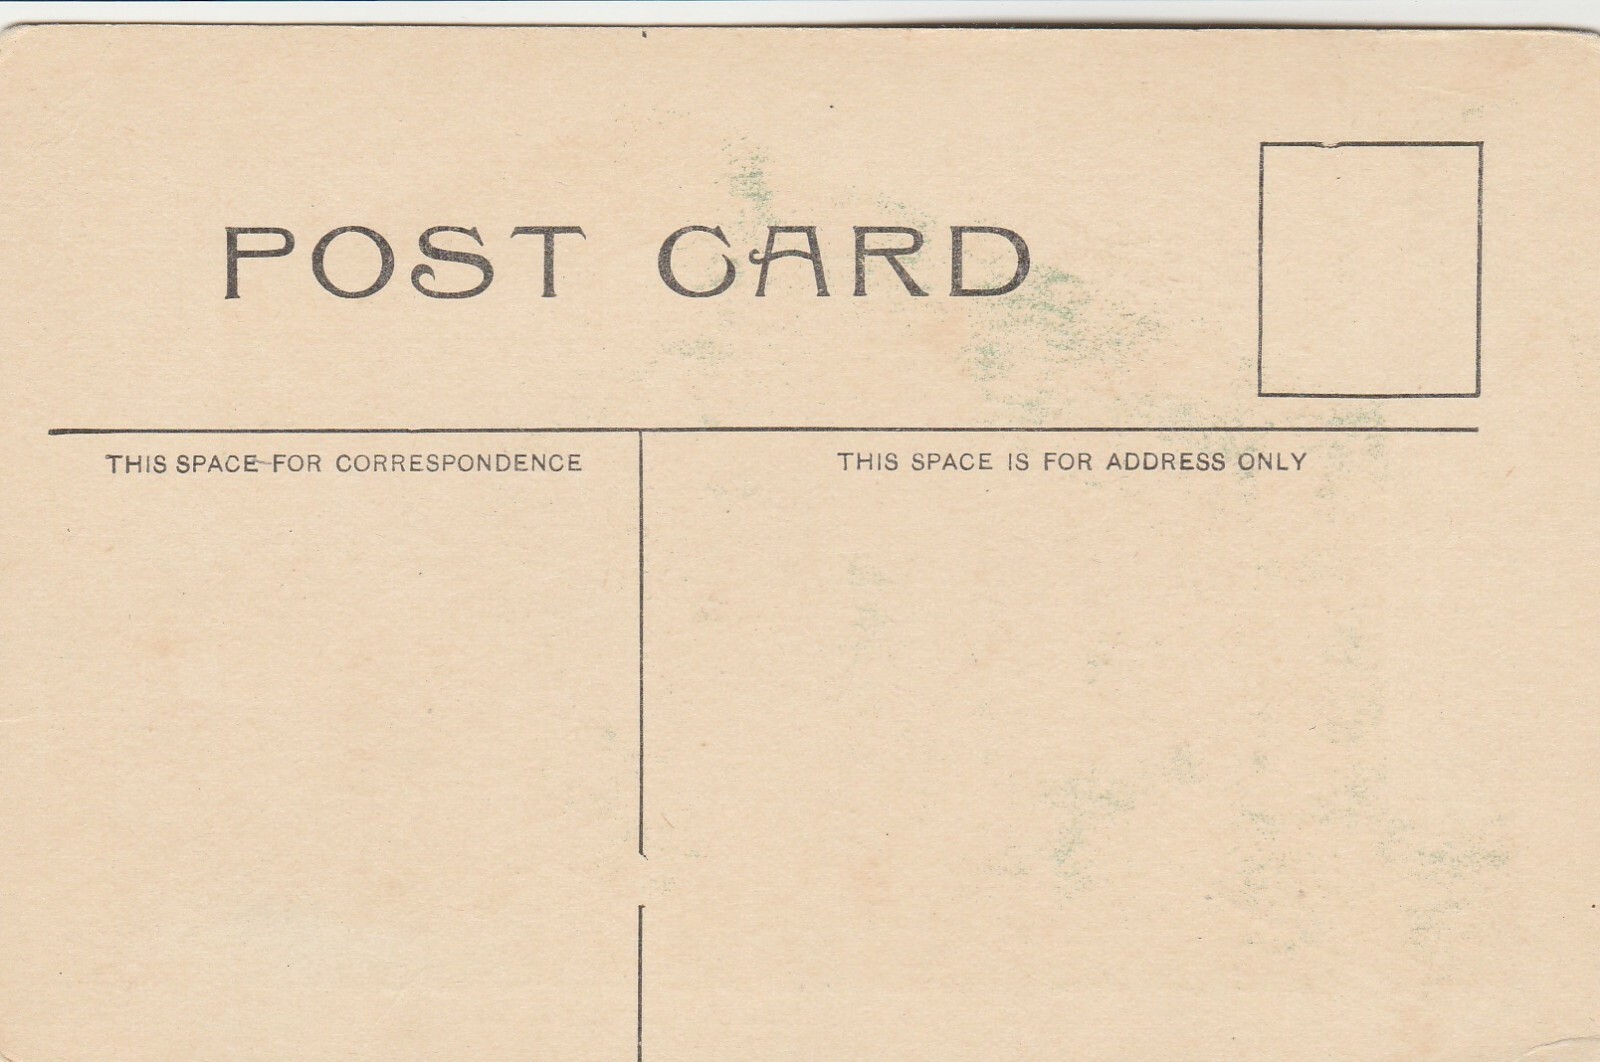 POST CARD
THIS SPACE FOR CORRESPONDENCE
THIS SPACE IS FOR ADDRESS ONLY